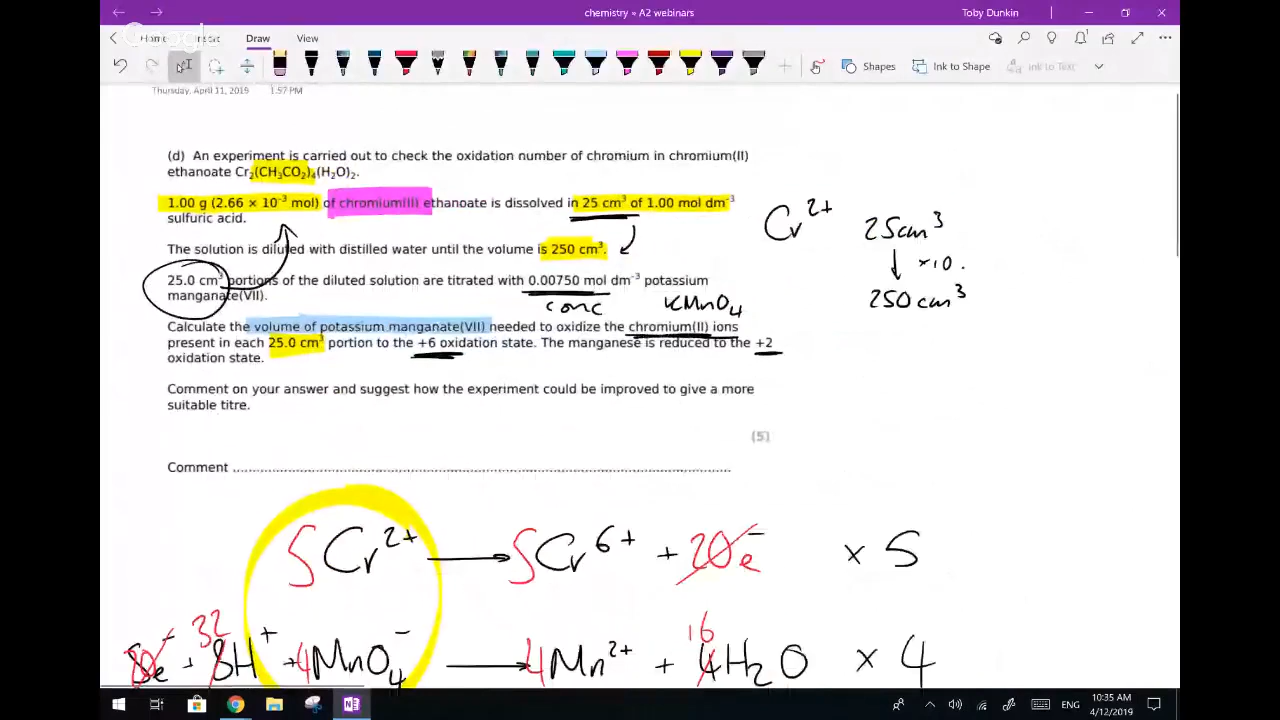 chemistry » A2 webinars
Toby Dunkin
Google
Home Insert Draw View
Shapes Ink to Shape Ink to Text
Thursday, April 11, 2019 1:57 PM
(d) An experiment is carried out to check the oxidation number of chromium in chromium(II)
ethanoate Cr₂(CH₃CO₂)₄(H₂O)₂.
1.00 g (2.66 × 10⁻³ mol) of chromium(II) ethanoate is dissolved in 25 cm³ of 1.00 mol dm⁻³
sulfuric acid.
The solution is diluted with distilled water until the volume is 250 cm³.
25.0 cm³ portions of the diluted solution are titrated with 0.00750 mol dm⁻³ potassium
manganate(VII).
conc KMnO₄
Calculate the volume of potassium manganate(VII) needed to oxidize the chromium(II) ions
present in each 25.0 cm³ portion to the +6 oxidation state. The manganese is reduced to the +2
oxidation state.
Comment on your answer and suggest how the experiment could be improved to give a more
suitable titre.
(5)
Comment
Cr²⁺ 25cm³
↓ ×10.
250cm³
5Cr²⁺ → 5Cr⁶⁺ + 20e⁻ × 5
32 16
e⁻ + 8H⁺ + 4MnO₄⁻ → 4Mn²⁺ + 4H₂O × 4
ENG
10:35 AM
4/12/2019